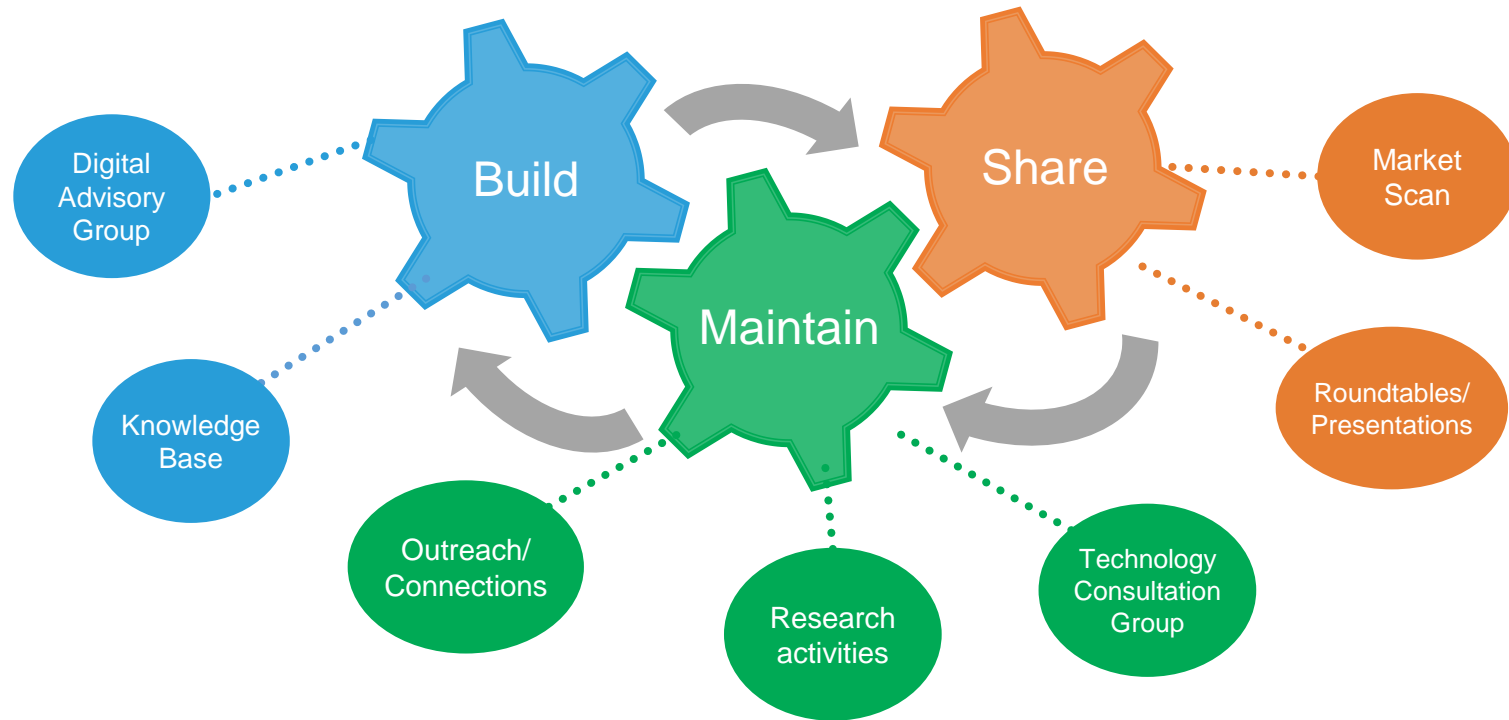 Build
Share
Maintain
Digital
Advisory
Group
Knowledge
Base
Outreach/
Connections
Research
activities
Technology
Consultation
Group
Roundtables/
Presentations
Market
Scan